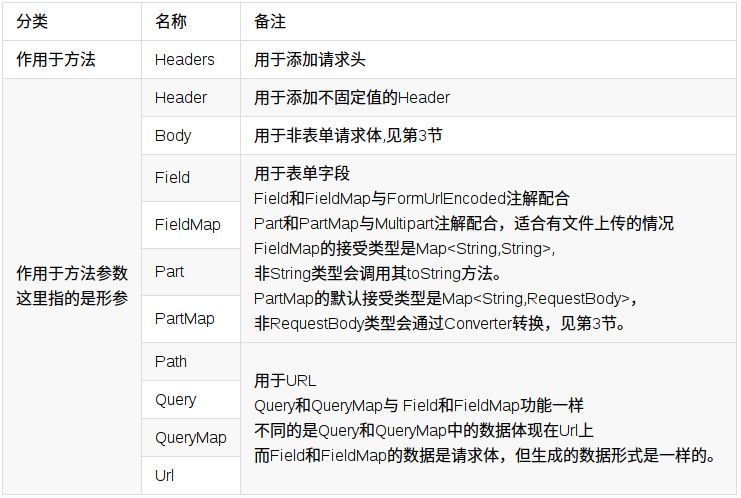 分类 名称 备注
作用于方法 Headers 用于添加请求头
作用于方法参数
这里指的是形参
Header 用于添加不固定值的Header
Body 用于非表单请求体,见第3节
Field
FieldMap
Part
PartMap
用于表单字段
Field和FieldMap与FormUrlEncoded注解配合
Part和PartMap与Multipart注解配合，适合有文件上传的情况
FieldMap的接受类型是Map<String,String>,
非String类型会调用其toString方法。
PartMap的默认接受类型是Map<String,RequestBody>，
非RequestBody类型会通过Converter转换，见第3节。
Path
Query
QueryMap
Url
用于URL
Query和QueryMap与 Field和FieldMap功能一样
不同的是Query和QueryMap中的数据体现在Url上
而Field和FieldMap的数据是请求体，但生成的数据形式是一样的。